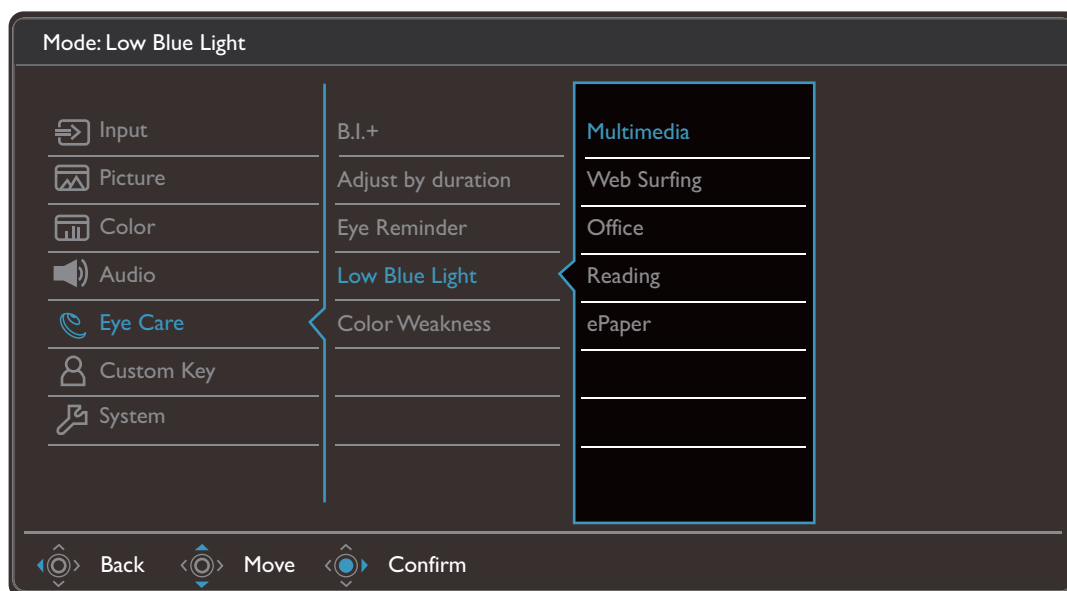 Mode: Low Blue Light
Input
Picture
Color
Audio
Eye Care
Custom Key
System
B.I.+
Adjust by duration
Eye Reminder
Low Blue Light
Color Weakness
Multimedia
Web Surfing
Office
Reading
ePaper
Back Move Confirm